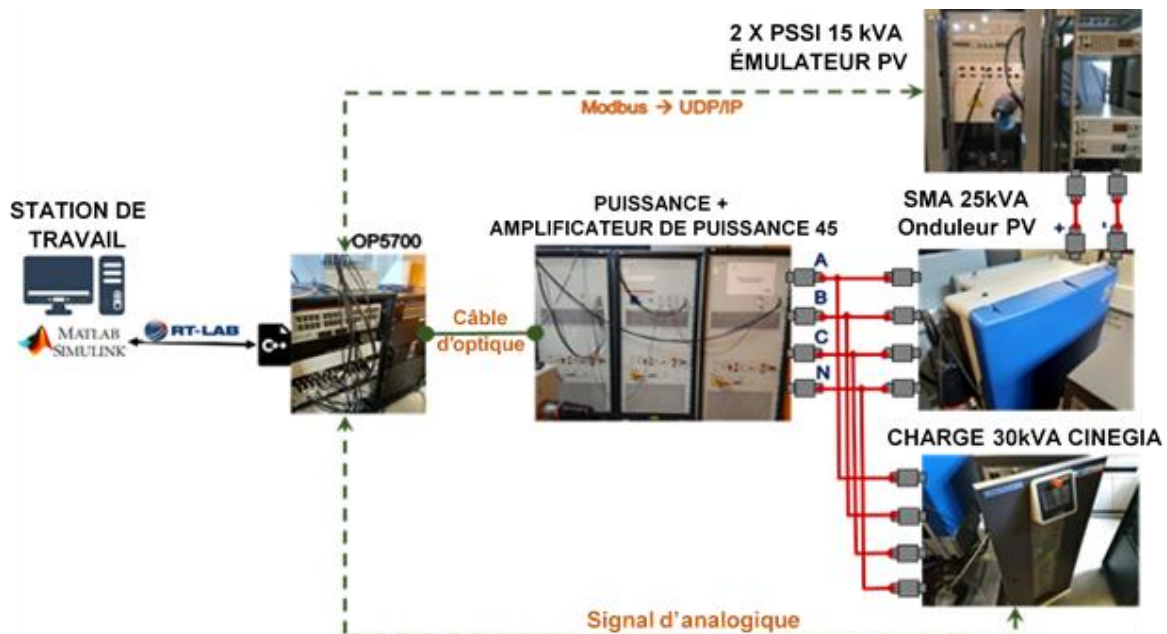 2 X PSSI 15 kVA
ÉMULATEUR PV
Modbus → UDP/IP
STATION DE
TRAVAIL
MATLAB
SIMULINK
RT-LAB
OP5700
Câble
d'optique
PUISSANCE +
AMPLIFICATEUR DE PUISSANCE 45
A
B
C
N
SMA 25kVA
Onduleur PV
+
-
CHARGE 30kVA CINEGIA
Signal d'analogique